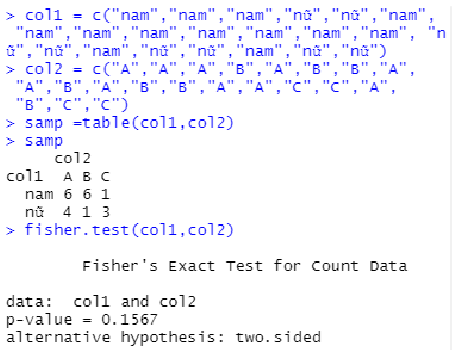 > col1 = c("nam","nam","nam","nữ","nữ","nam",
"nam","nam","nam","nam","nam","nam","nam", "n
ữ","nữ","nam","nữ","nữ","nam","nữ","nữ")
> col2 = c("A","A","A","B","A","B","B","A",
"A","B","A","B","B","A","A","C","C","A",
"B","C","C")
> samp =table(col1,col2)
> samp
col2
col1 A B C
nam 6 6 1
nữ 4 1 3
> fisher.test(col1,col2)
Fisher's Exact Test for Count Data
data: col1 and col2
p-value = 0.1567
alternative hypothesis: two.sided